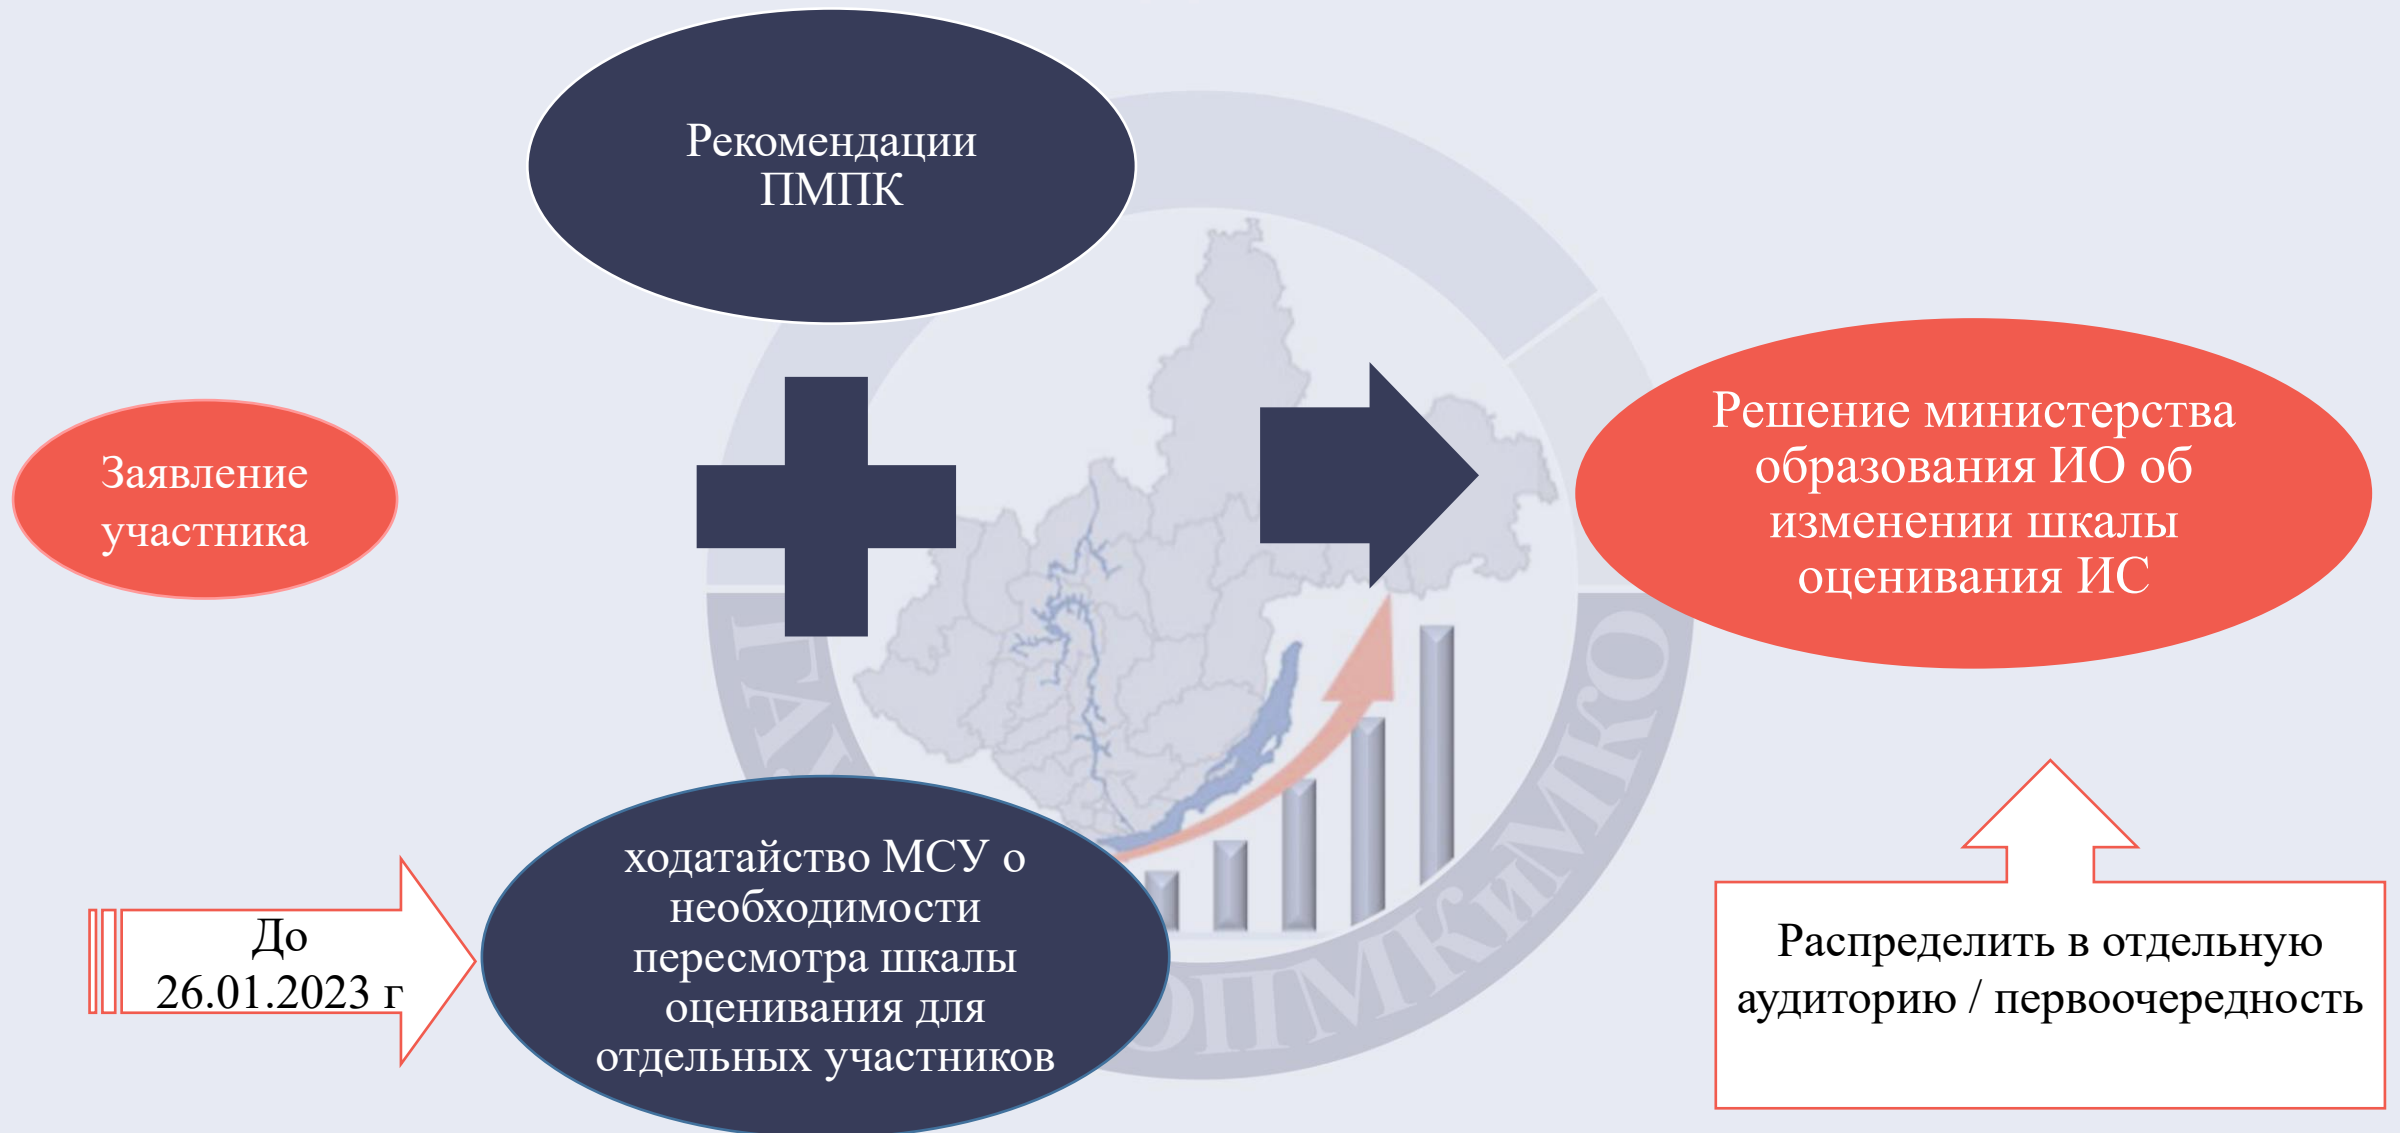 Рекомендации
ПМПК
Заявление
участника
Решение министерства
образования ИО об
изменении шкалы
оценивания ИС
До
26.01.2023 г
ходатайство МСУ о
необходимости
пересмотра шкалы
оценивания для
отдельных участников
Распределить в отдельную
аудиторию / первоочередность